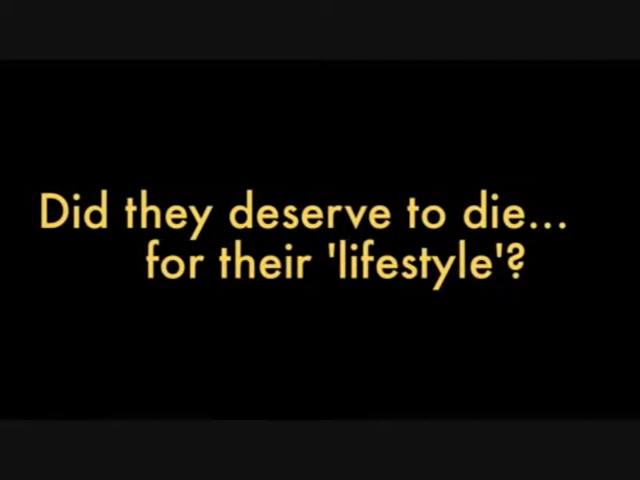 Did they deserve to die...
for their 'lifestyle'?